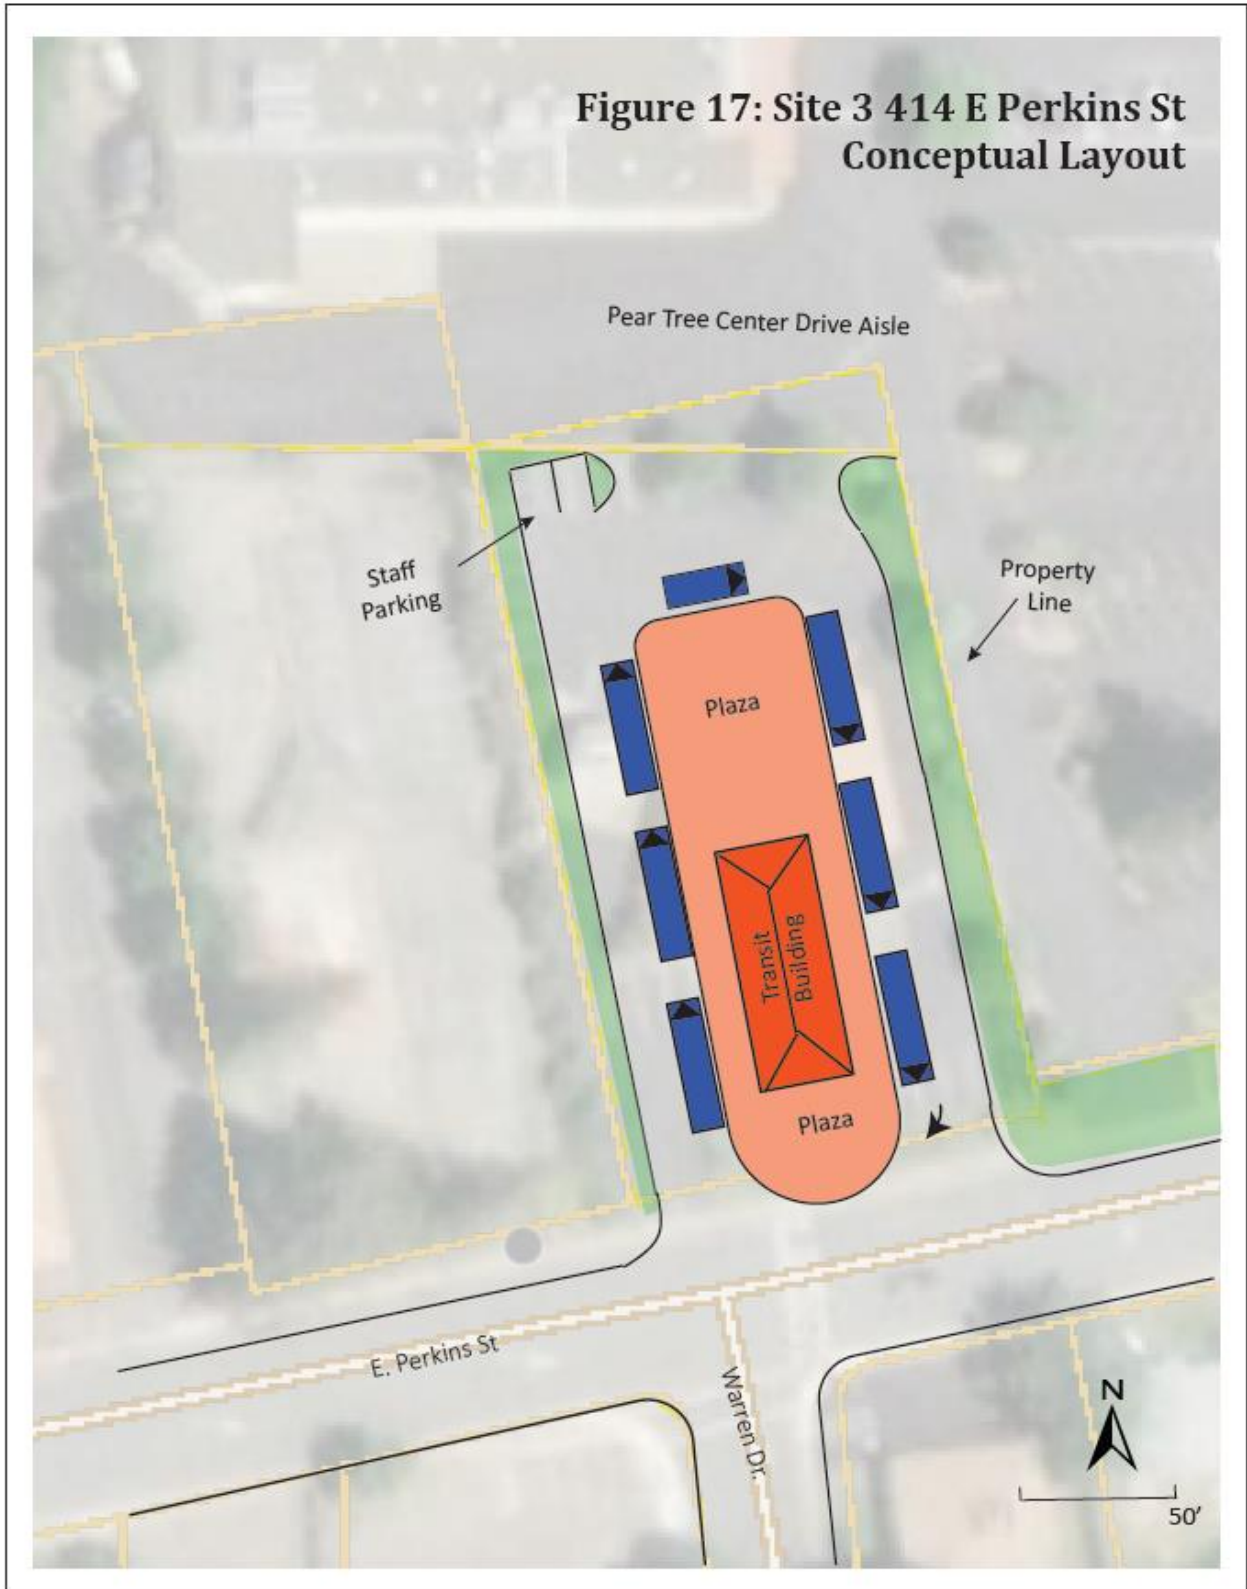 Figure 17: Site 3 414 E Perkins St
Conceptual Layout
Pear Tree Center Drive Aisle
Staff
Parking
Property
Line
Plaza
Transit
Building
Plaza
E. Perkins St
Warren Dr.
N
50'